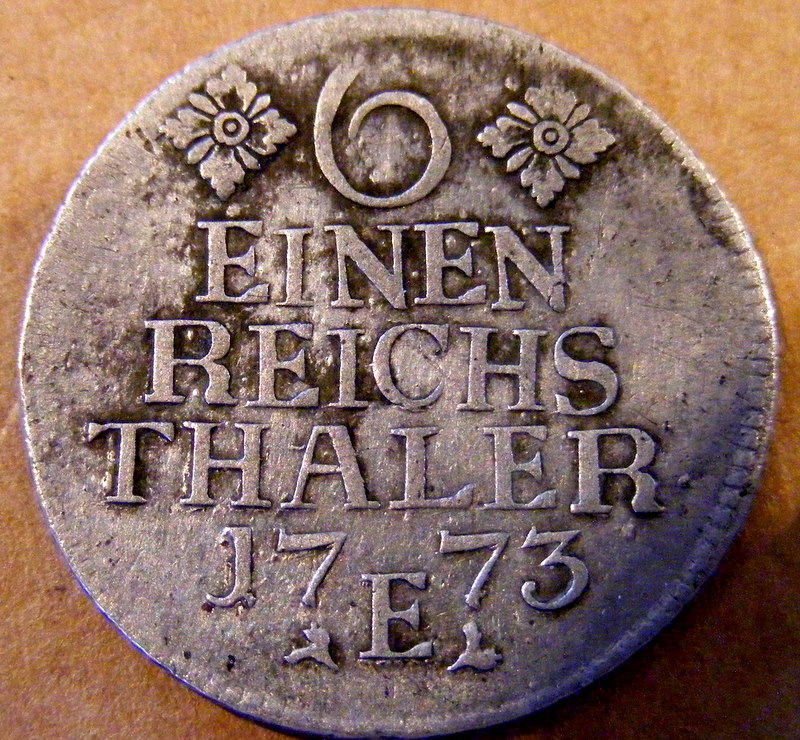 6
EINEN
REICHS
THALER
17 73
E